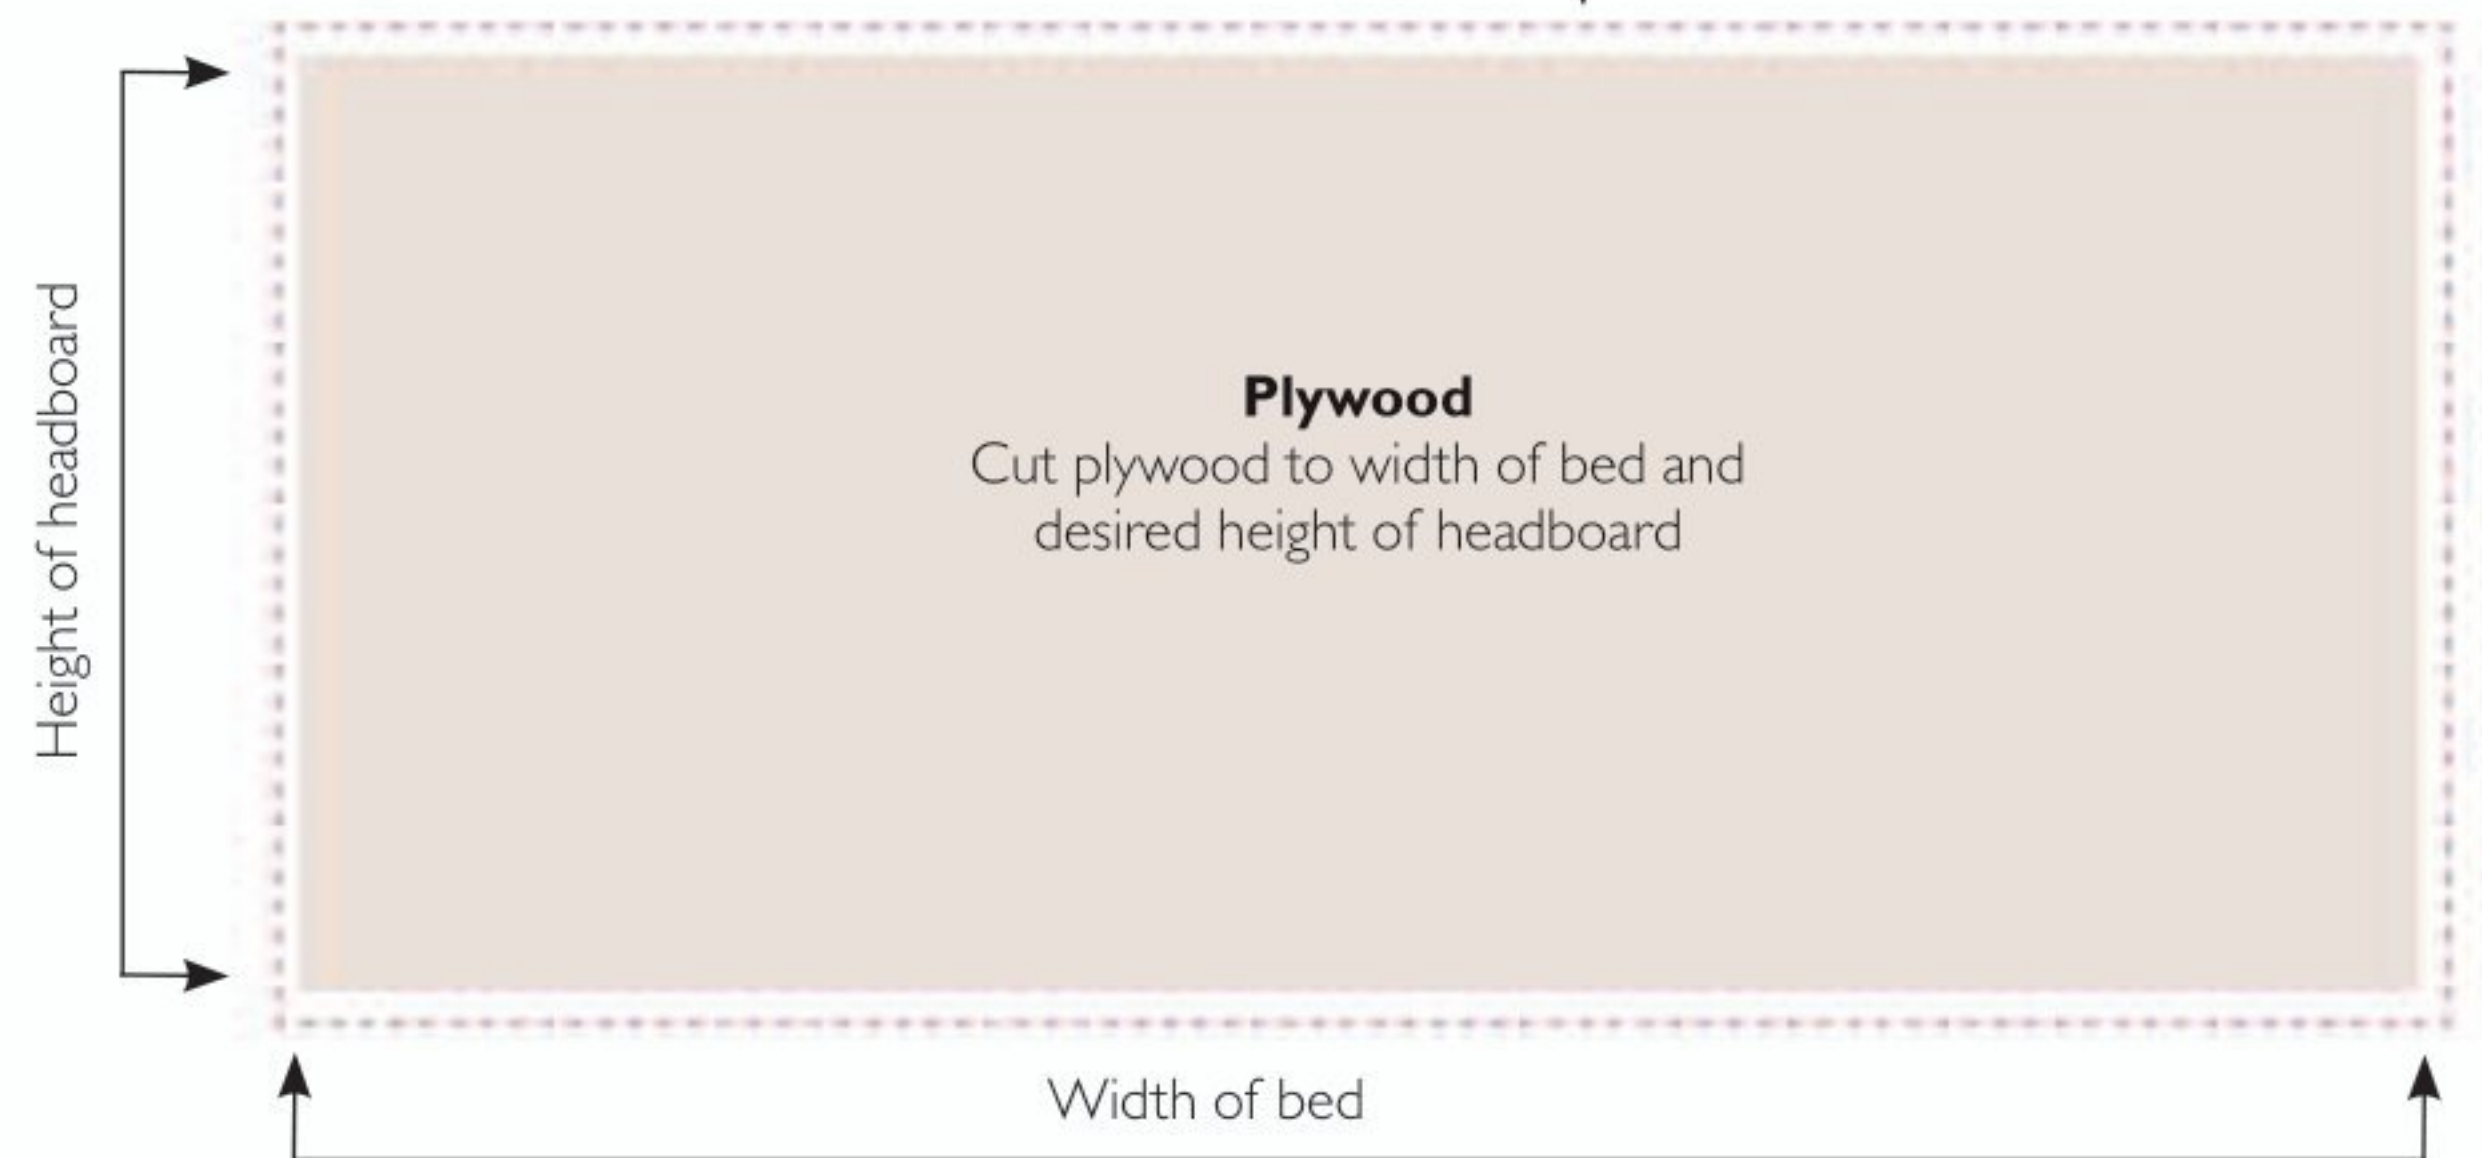 Height of headboard
Plywood
Cut plywood to width of bed and
desired height of headboard
Width of bed